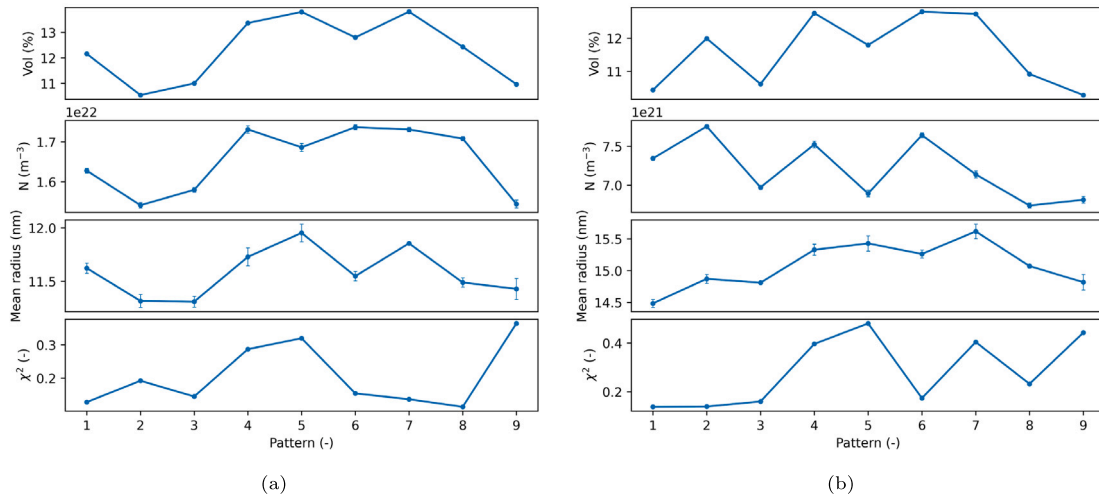 Vol (%)
13
12
11
1e22
N (m⁻³)
1.7
1.6
Mean radius (nm)
12.0
11.5
χ² (-)
0.3
0.2
1 2 3 4 5 6 7 8 9
Pattern (-)
(a)
Vol (%)
12
11
1e21
N (m⁻³)
7.5
7.0
Mean radius (nm)
15.5
15.0
14.5
χ² (-)
0.4
0.2
1 2 3 4 5 6 7 8 9
Pattern (-)
(b)